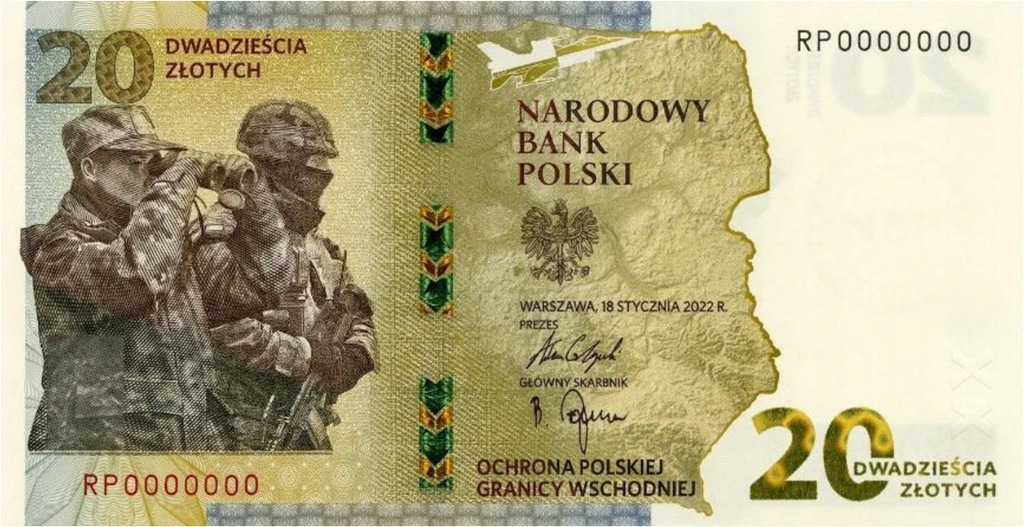 20 DWADZIEŚCIA
ZŁOTYCH
RP0000000
NARODOWY
BANK
POLSKI
WARSZAWA, 18 STYCZNIA 2022 R.
PREZES
GŁÓWNY SKARBNIK
OCHRONA POLSKIEJ
GRANICY WSCHODNIEJ
RP0000000
20 DWADZIEŚCIA
ZŁOTYCH